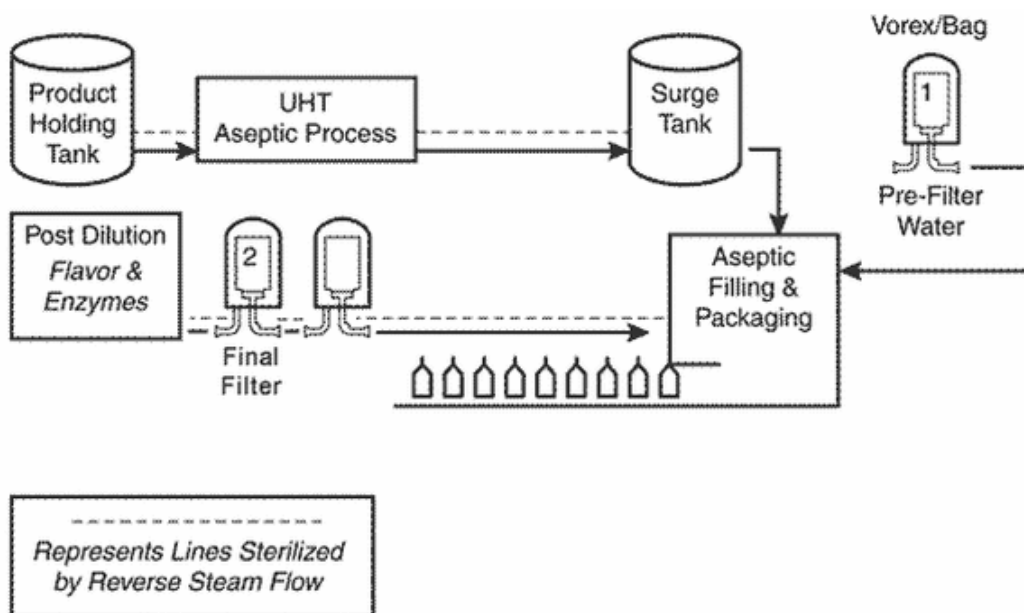 Product
Holding
Tank
UHT
Aseptic Process
Surge
Tank
Vorex/Bag
1
Pre-Filter
Water
Post Dilution
Flavor &
Enzymes
2
Final
Filter
Aseptic
Filling &
Packaging
Represents Lines Sterilized
by Reverse Steam Flow